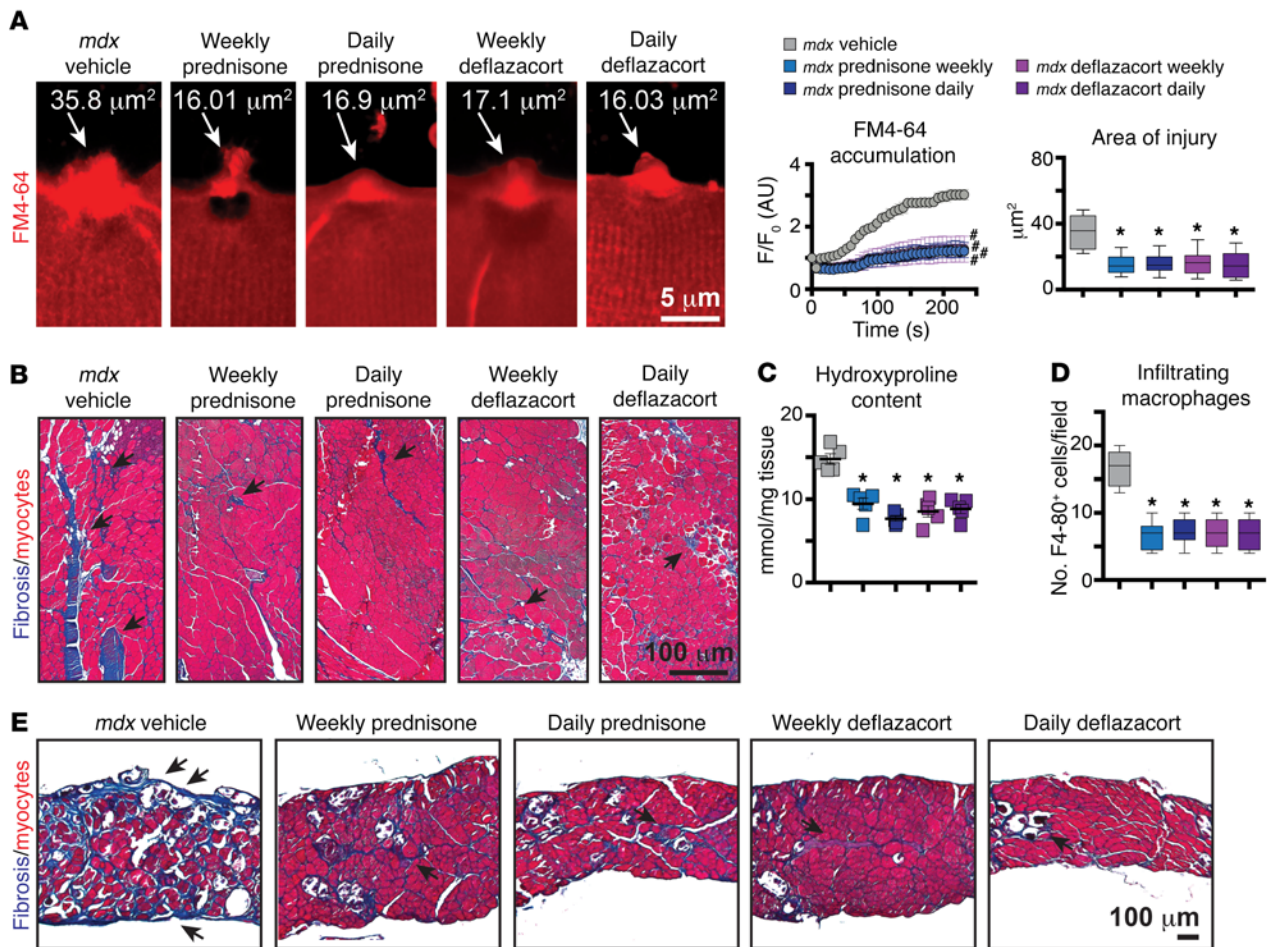 A
mdx vehicle
Weekly prednisone
Daily prednisone
Weekly deflazacort
Daily deflazacort
35.8 μm²
16.01 μm²
16.9 μm²
17.1 μm²
16.03 μm²
FM4-64
5 μm
mdx vehicle
mdx prednisone weekly
mdx prednisone daily
mdx deflazacort weekly
mdx deflazacort daily
FM4-64
accumulation
F/F₀ (AU)
4
2
0
0
100
200
Time (s)
#
#
#
#
Area of injury
μm²
80
40
0
* * * *
B
mdx vehicle
Weekly prednisone
Daily prednisone
Weekly deflazacort
Daily deflazacort
Fibrosis/myocytes
100 μm
C
Hydroxyproline
content
mmol/mg tissue
20
15
10
5
0
* * * *
D
Infiltrating
macrophages
No. F4-80⁺ cells/field
20
10
0
* * * *
E
mdx vehicle
Weekly prednisone
Daily prednisone
Weekly deflazacort
Daily deflazacort
Fibrosis/myocytes
100 μm